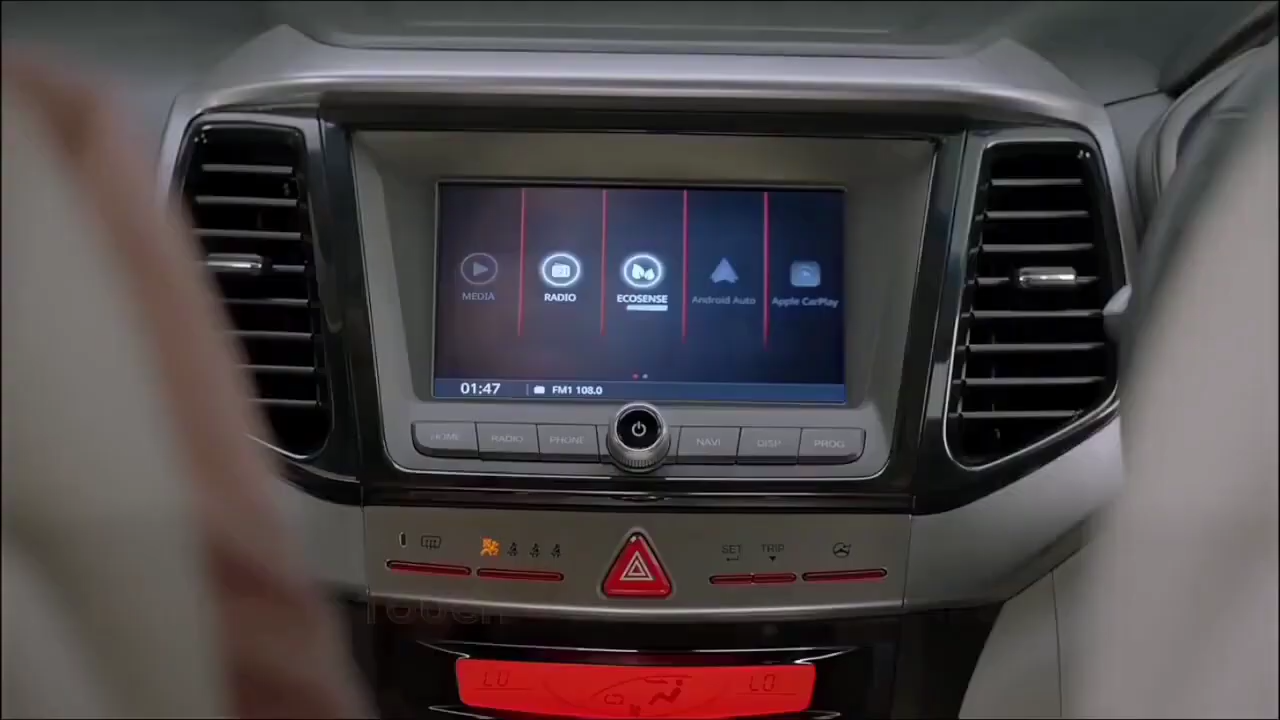 MEDIA RADIO ECOSENSE Android Auto Apple CarPlay
01:47 FM1 108.0
HOME RADIO PHONE NAVI DISP PROG
SET TRIP
TOUCH
LO LO